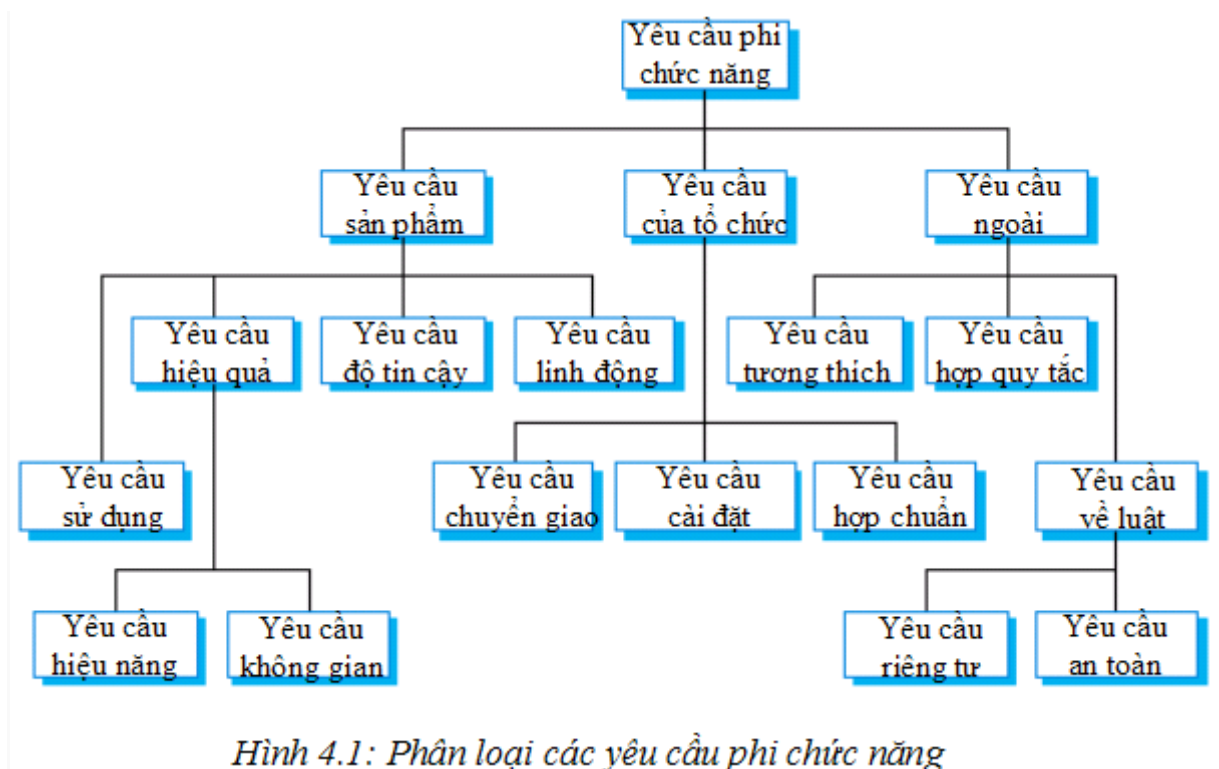 Yêu cầu phi
chức năng
Yêu cầu
sản phẩm
Yêu cầu
của tổ chức
Yêu cầu
ngoài
Yêu cầu
hiệu quả
Yêu cầu
độ tin cậy
Yêu cầu
linh động
Yêu cầu
tương thích
Yêu cầu
hợp quy tắc
Yêu cầu
sử dụng
Yêu cầu
chuyển giao
Yêu cầu
cài đặt
Yêu cầu
hợp chuẩn
Yêu cầu
về luật
Yêu cầu
hiệu năng
Yêu cầu
không gian
Yêu cầu
riêng tư
Yêu cầu
an toàn
Hình 4.1: Phân loại các yêu cầu phi chức năng